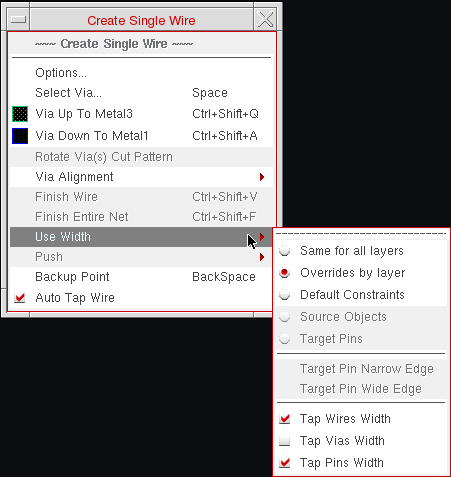 Create Single Wire
~~~ Create Single Wire ~~~
Options...
Select Via... Space
Via Up To Metal3 Ctrl+Shift+Q
Via Down To Metal1 Ctrl+Shift+A
Rotate Via(s) Cut Pattern
Via Alignment
Finish Wire Ctrl+Shift+V
Finish Entire Net Ctrl+Shift+F
Use Width
Push
Backup Point BackSpace
Auto Tap Wire
Same for all layers
Overrides by layer
Default Constraints
Source Objects
Target Pins
Target Pin Narrow Edge
Target Pin Wide Edge
Tap Wires Width
Tap Vias Width
Tap Pins Width